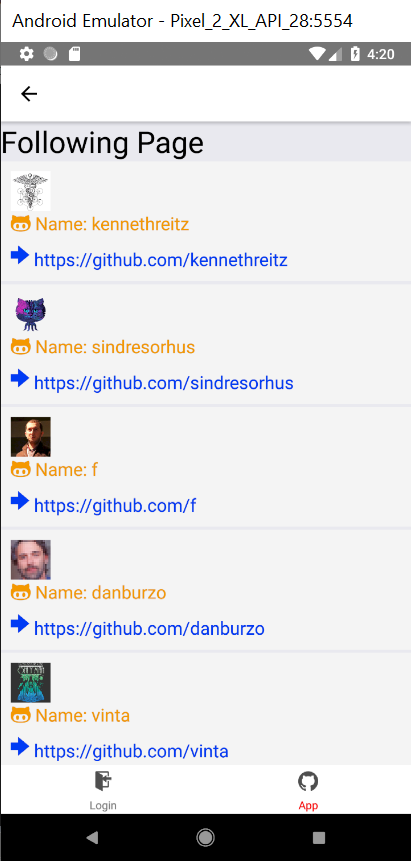 Android Emulator - Pixel_2_XL_API_28:5554
4:20
Following Page
Name: kennethreitz
https://github.com/kennethreitz
Name: sindresorhus
https://github.com/sindresorhus
Name: f
https://github.com/f
Name: danburzo
https://github.com/danburzo
Name: vinta
https://github.com/vinta
Login
App